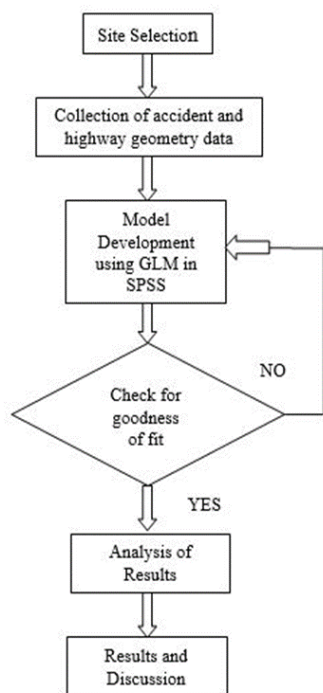 Site Selection
Collection of accident and
highway geometry data
Model
Development
using GLM in
SPSS
Check for
goodness
of fit
NO
YES
Analysis of
Results
Results and
Discussion